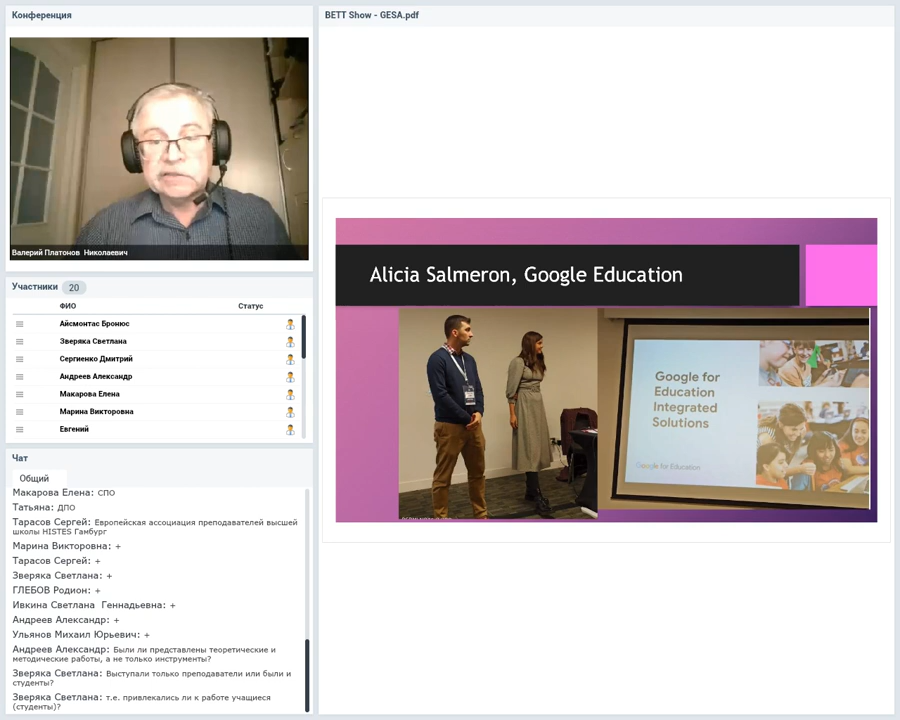 Конференция
Валерий Платонов Николаевич
Участники 20
ФИО Статус
Айсмонтас Бронюс
Зверяка Светлана
Сергиенко Дмитрий
Андреев Александр
Макарова Елена
Марина Викторовна
Евгений
Чат
Общий
Макарова Елена: СПО
Татьяна: ДПО
Тарасов Сергей: Европейская ассоциация преподавателей высшей
школы HISTES Гамбург
Марина Викторовна: +
Тарасов Сергей: +
Зверяка Светлана: +
ГЛЕБОВ Родион: +
Ивкина Светлана Геннадьевна: +
Андреев Александр: +
Ульянов Михаил Юрьевич: +
Андреев Александр: Были ли представлены теоретические и
методические работы, а не только инструменты?
Зверяка Светлана: Выступали только преподаватели или были и
студенты?
Зверяка Светлана: т.е. привлекались ли к работе учащиеся
(студенты)?
BETT Show - GESA.pdf
Alicia Salmeron, Google Education
Google for
Education
Integrated
Solutions
Google for Education